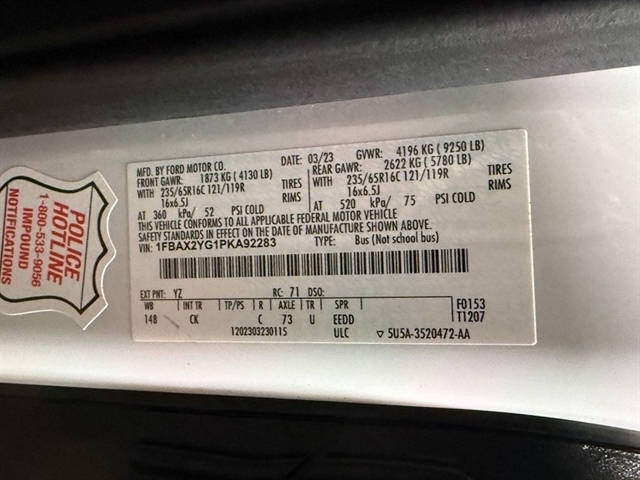 MFD. BY FORD MOTOR CO.
DATE: 03/23
GVWR: 4196 KG ( 9250 LB)
FRONT GAWR: 1873 KG ( 4130 LB)
REAR GAWR: 2622 KG ( 5780 LB)
WITH 235/65R16C 121/119R TIRES
WITH 235/65R16C 121/119R TIRES
16x6.5J RIMS
16x6.5J RIMS
AT 360 kPa/ 52 PSI COLD
AT 520 kPa/ 75 PSI COLD
THIS VEHICLE CONFORMS TO ALL APPLICABLE FEDERAL MOTOR VEHICLE
SAFETY STANDARDS IN EFFECT ON THE DATE OF MANUFACTURE SHOWN ABOVE.
VIN: 1FBAX2YG1PKA92283
TYPE: Bus (Not school bus)
EXT PNT: YZ RC: 71 DSO:
WB INT TR TP/PS R AXLE TR SPR
148 CK C 73 U EEDD
1202303230115
ULC
F0153
T1207
5U5A-3520472-AA
POLICE
HOTLINE
1-800-533-9056
IMPOUND
NOTIFICATIONS